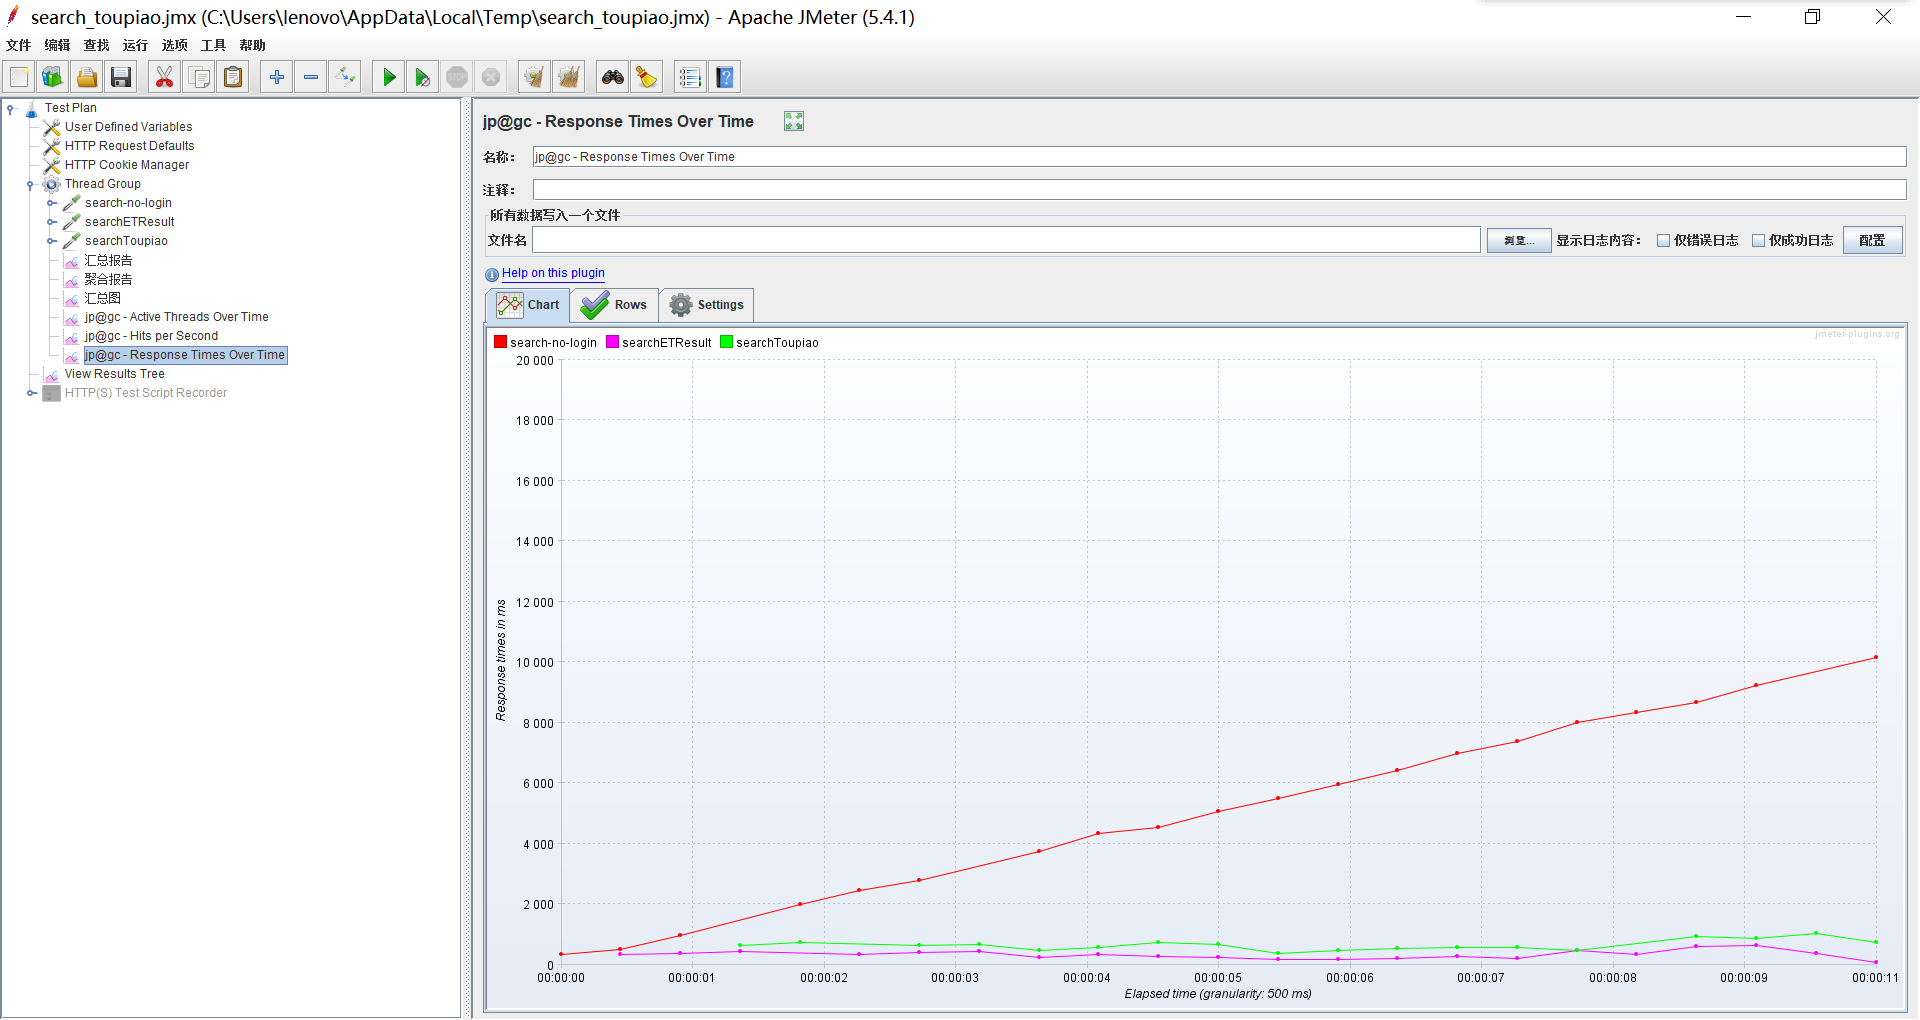 search_toupiao.jmx (C:\Users\lenovo\AppData\Local\Temp\search_toupiao.jmx) - Apache JMeter (5.4.1)
文件 编辑 查找 运行 选项 工具 帮助
STOP
Test Plan
User Defined Variables
HTTP Request Defaults
HTTP Cookie Manager
Thread Group
search-no-login
searchETResult
searchToupiao
汇总报告
聚合报告
汇总图
jp@gc - Active Threads Over Time
jp@gc - Hits per Second
jp@gc - Response Times Over Time
View Results Tree
HTTP(S) Test Script Recorder
jp@gc - Response Times Over Time
名称： jp@gc - Response Times Over Time
注释：
所有数据写入一个文件
文件名 浏览... 显示日志内容： 仅错误日志 仅成功日志 配置
Help on this plugin
Chart Rows Settings
search-no-login searchETResult searchToupiao
jmeter-plugins.org
20 000
18 000
16 000
14 000
12 000
10 000
8 000
6 000
4 000
2 000
0
Response times in ms
00:00:00 00:00:01 00:00:02 00:00:03 00:00:04 00:00:05 00:00:06 00:00:07 00:00:08 00:00:09 00:00:11
Elapsed time (granularity: 500 ms)